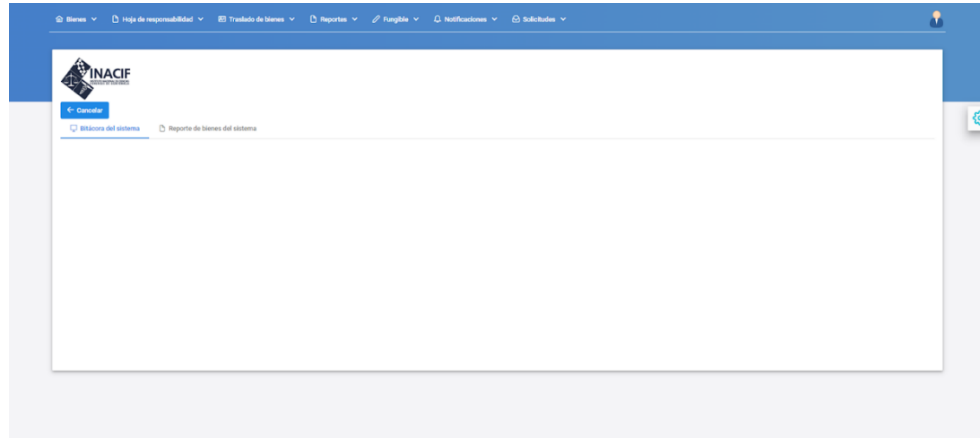 Bienes
Hoja de responsabilidad
Traslado de bienes
Reportes
Fungible
Notificaciones
Solicitudes
INACIF
Cancelar
Bitácora del sistema
Reporte de bienes del sistema